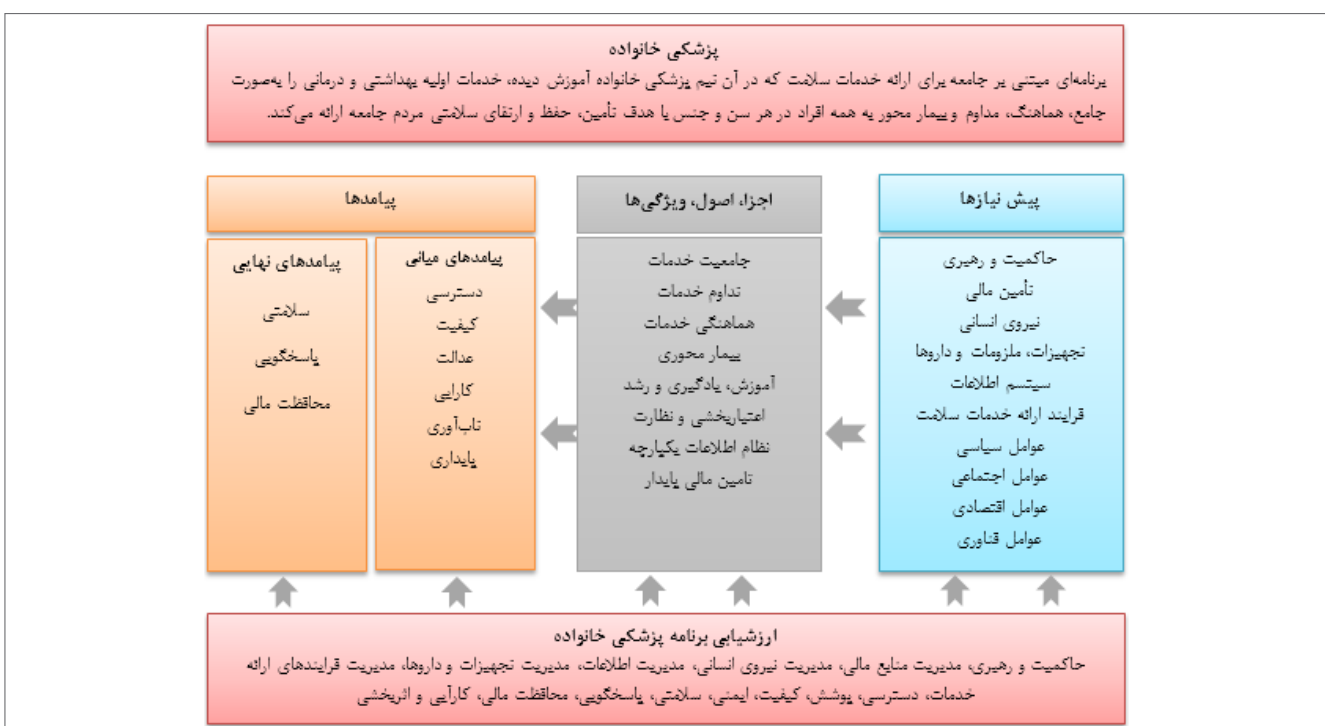 پزشکی خانواده
برنامه‌ای مبتنی بر جامعه برای ارائه خدمات سلامت که در آن تیم پزشکی خانواده آموزش دیده، خدمات اولیه بهداشتی و درمانی را به‌صورت
جامع، هماهنگ، مداوم و بیمار محور به همه افراد در هر سن و جنس با هدف تأمین، حفظ و ارتقای سلامتی مردم جامعه ارائه می‌کند.
پیش نیازها
حاکمیت و رهبری
تأمین مالی
نیروی انسانی
تجهیزات، ملزومات و داروها
سیتسم اطلاعات
فرایند ارائه خدمات سلامت
عوامل سیاسی
عوامل اجتماعی
عوامل اقتصادی
عوامل فناوری
اجزا، اصول، ویژگی‌ها
جامعیت خدمات
تداوم خدمات
هماهنگی خدمات
بیمار محوری
آموزش، یادگیری و رشد
اعتباربخشی و نظارت
نظام اطلاعات یکپارچه
تامین مالی پایدار
پیامدها
پیامدهای میانی
دسترسی
کیفیت
عدالت
کارایی
تاب‌آوری
پایداری
پیامدهای نهایی
سلامتی
پاسخگویی
محافظت مالی
ارزشیابی برنامه پزشکی خانواده
حاکمیت و رهبری، مدیریت منابع مالی، مدیریت نیروی انسانی، مدیریت اطلاعات، مدیریت تجهیزات و داروها، مدیریت فرایندهای ارائه
خدمات، دسترسی، پوشش، کیفیت، ایمنی، سلامتی، پاسخگویی، محافظت مالی، کارآیی و اثربخشی